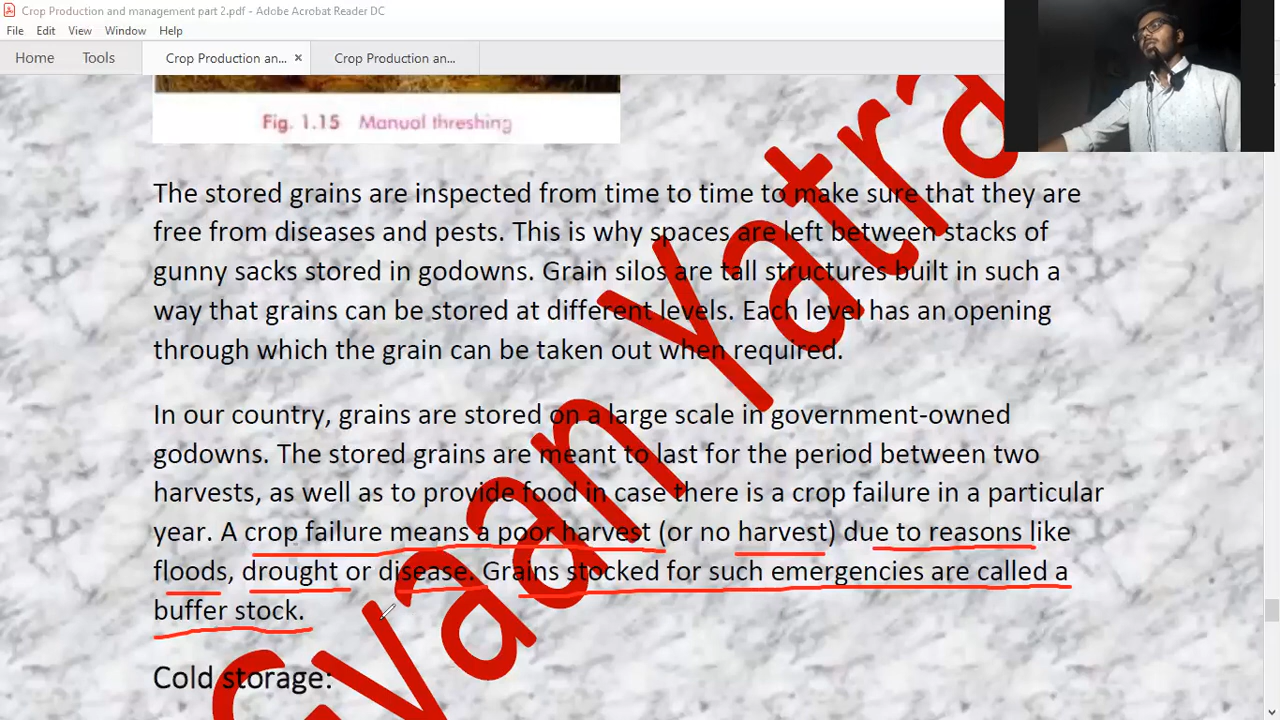 Crop Production and management part 2.pdf - Adobe Acrobat Reader DC
File Edit View Window Help
Home Tools Crop Production an... × Crop Production an...
Fig. 1.15 Manual threshing
The stored grains are inspected from time to time to make sure that they are
free from diseases and pests. This is why spaces are left between stacks of
gunny sacks stored in godowns. Grain silos are tall structures built in such a
way that grains can be stored at different levels. Each level has an opening
through which the grain can be taken out when required.
In our country, grains are stored on a large scale in government-owned
godowns. The stored grains are meant to last for the period between two
harvests, as well as to provide food in case there is a crop failure in a particular
year. A crop failure means a poor harvest (or no harvest) due to reasons like
floods, drought or disease. Grains stocked for such emergencies are called a
buffer stock.
Cold storage:
Gyaan Yatra